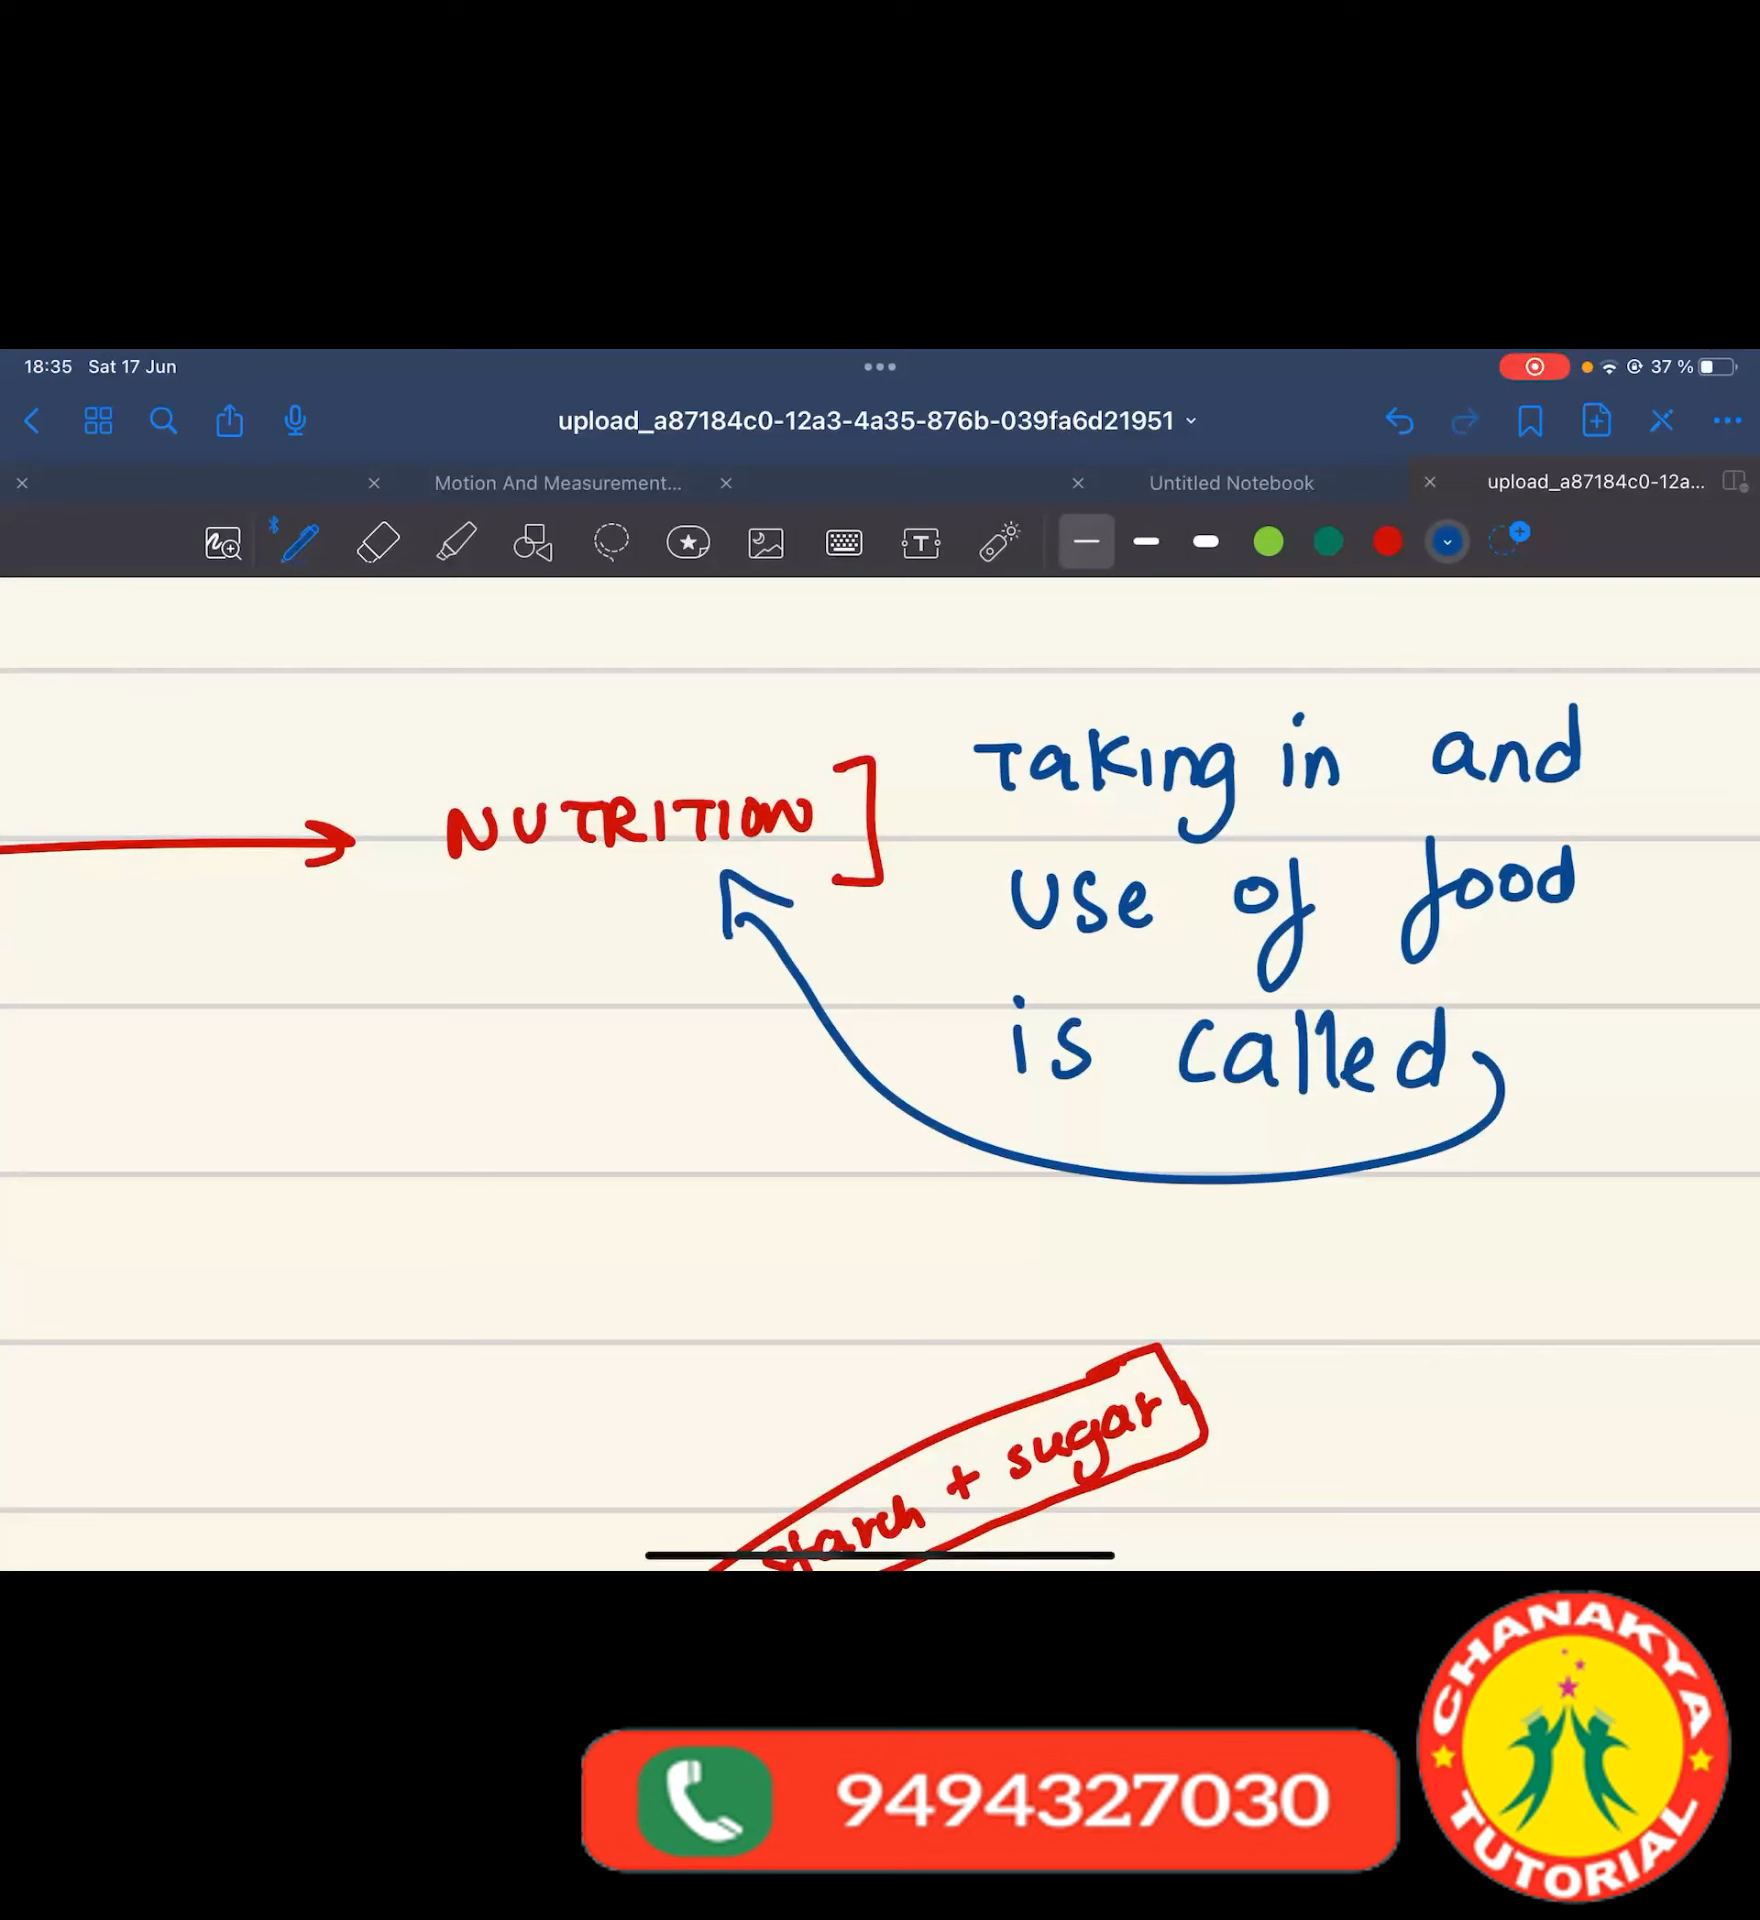 18:35 Sat 17 Jun
37 %
upload_a87184c0-12a3-4a35-876b-039fa6d21951
Motion And Measurement...
Untitled Notebook
upload_a87184c0-12a...
T
NUTRITION
Taking in and
use of food
is called
starch + sugar
CHANAKYA
TUTORIAL
9494327030